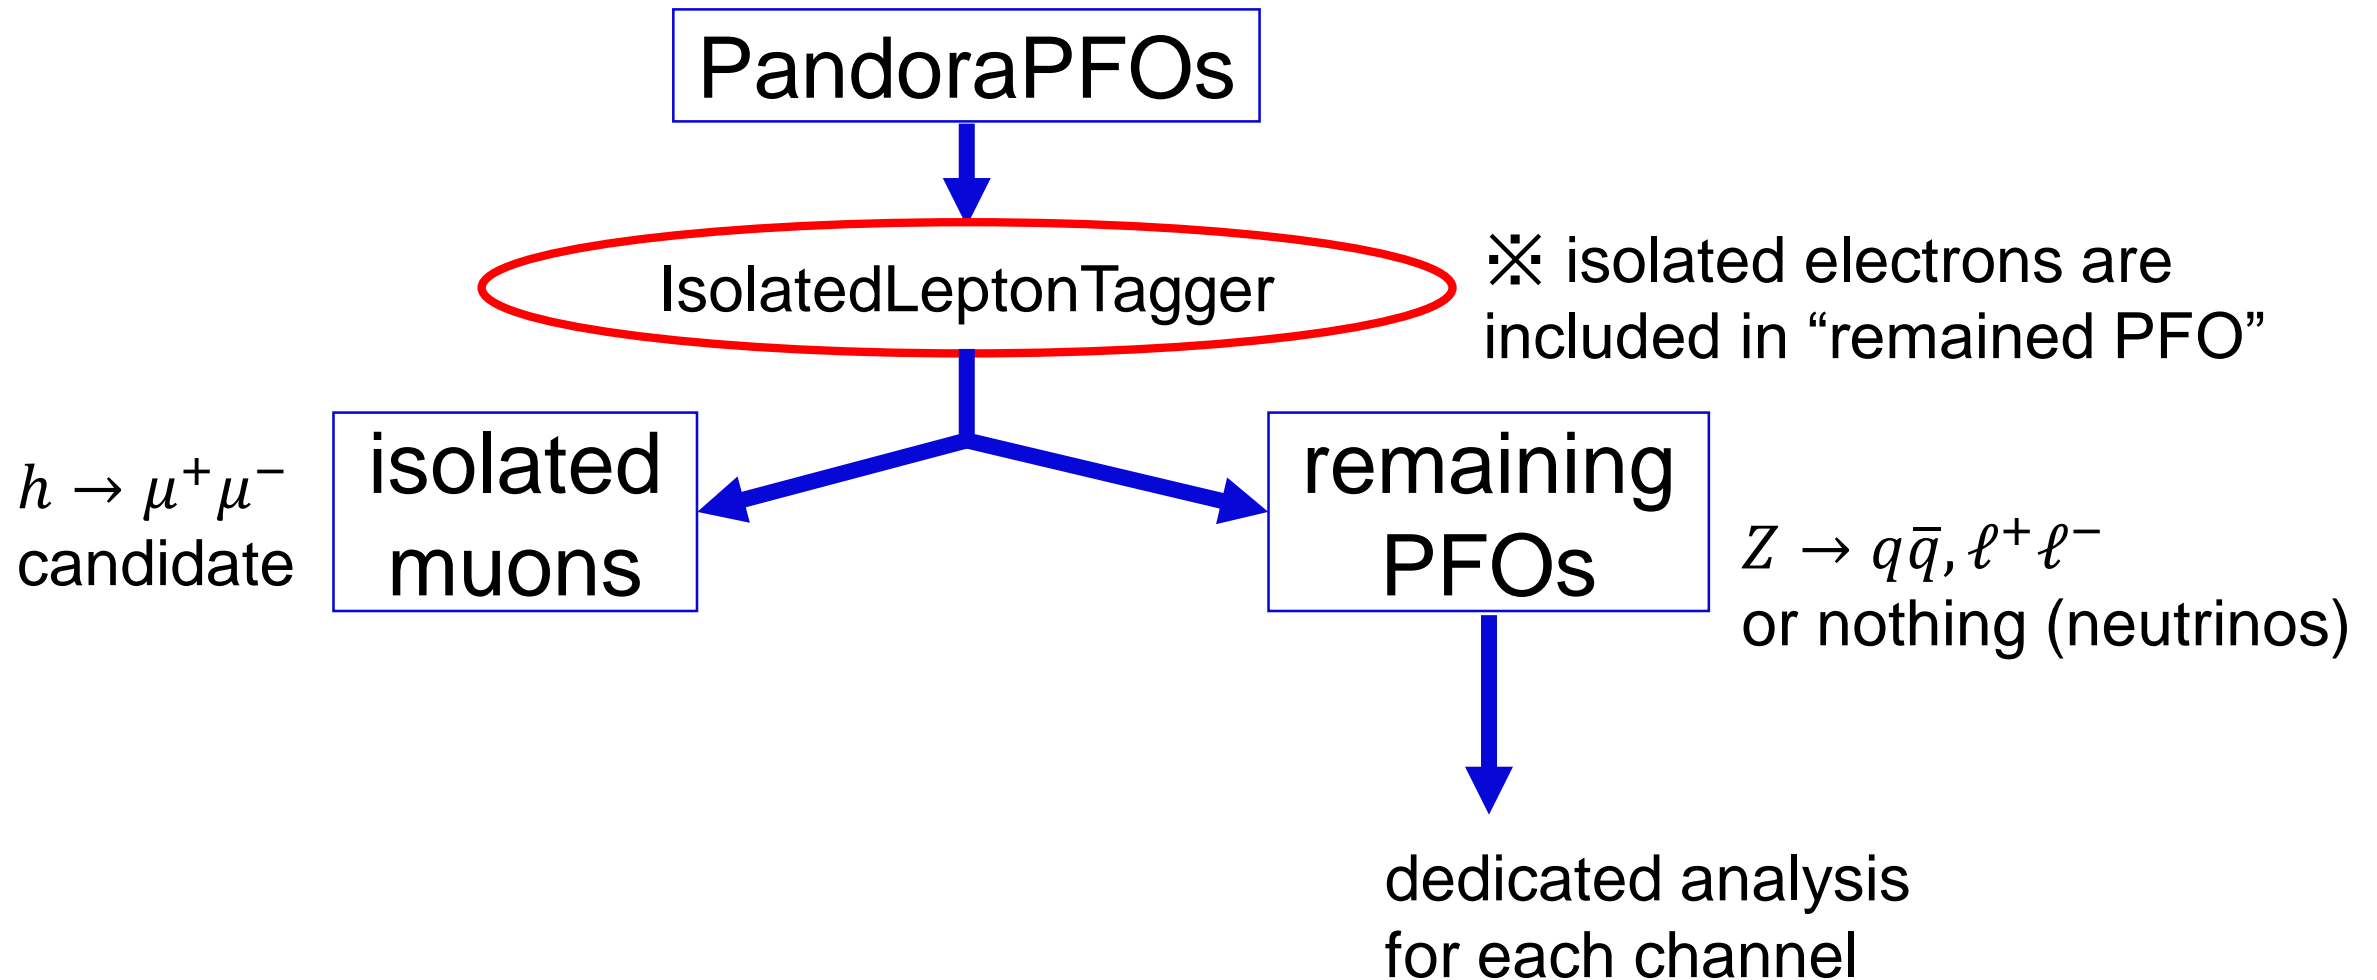 PandoraPFOs
IsolatedLeptonTagger
※ isolated electrons are
included in “remained PFO”
isolated
muons
h → μ⁺μ⁻
candidate
remaining
PFOs
Z → qq̄, ℓ⁺ℓ⁻
or nothing (neutrinos)
dedicated analysis
for each channel